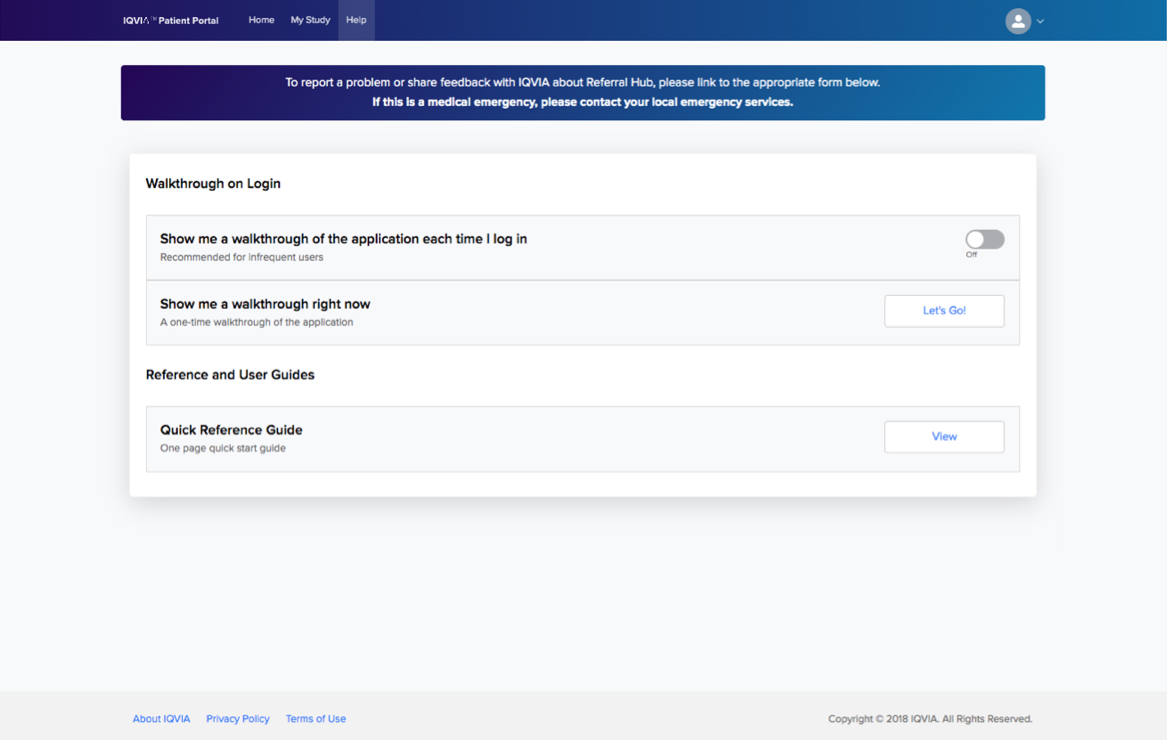 IQVIA™ Patient Portal
Home
My Study
Help
To report a problem or share feedback with IQVIA about Referral Hub, please link to the appropriate form below.
If this is a medical emergency, please contact your local emergency services.
Walkthrough on Login
Show me a walkthrough of the application each time I log in
Recommended for infrequent users
Off
Show me a walkthrough right now
A one-time walkthrough of the application
Let's Go!
Reference and User Guides
Quick Reference Guide
One page quick start guide
View
About IQVIA
Privacy Policy
Terms of Use
Copyright © 2018 IQVIA. All Rights Reserved.